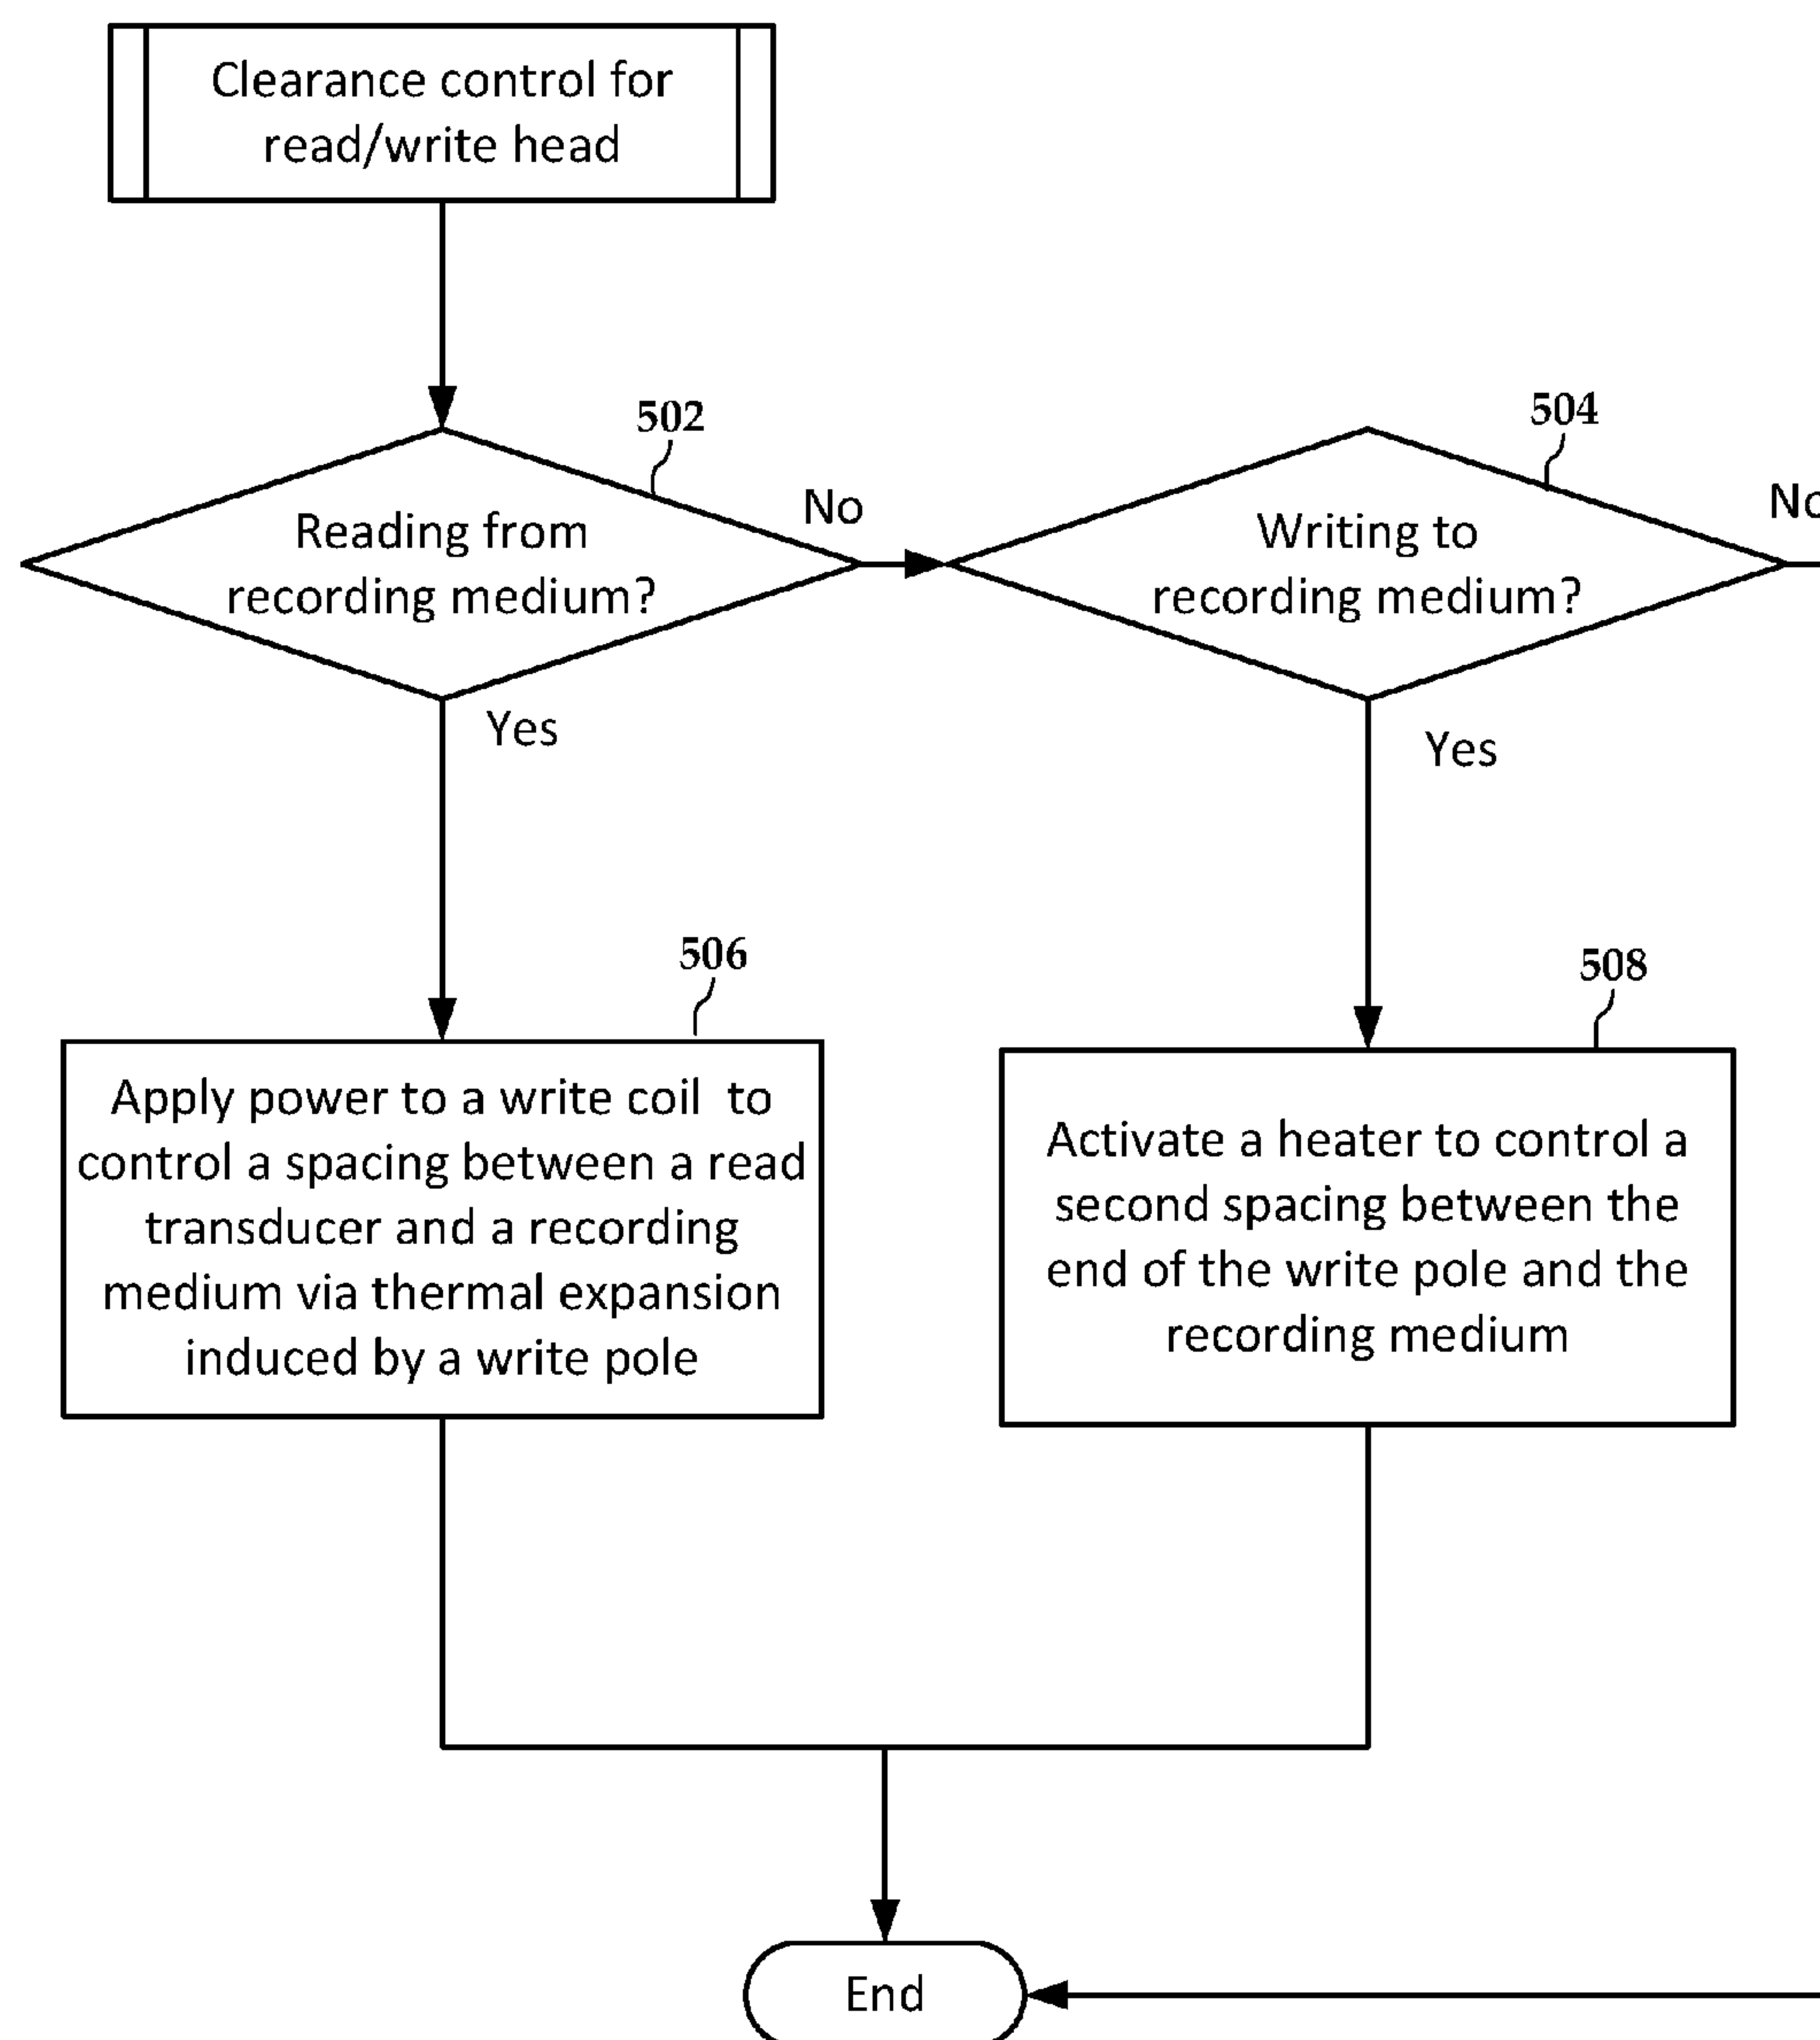 Clearance control for
read/write head
502
504
No
No
Reading from
recording medium?
Writing to
recording medium?
Yes
Yes
506
508
Apply power to a write coil to
control a spacing between a read
transducer and a recording
medium via thermal expansion
induced by a write pole
Activate a heater to control a
second spacing between the
end of the write pole and the
recording medium
End